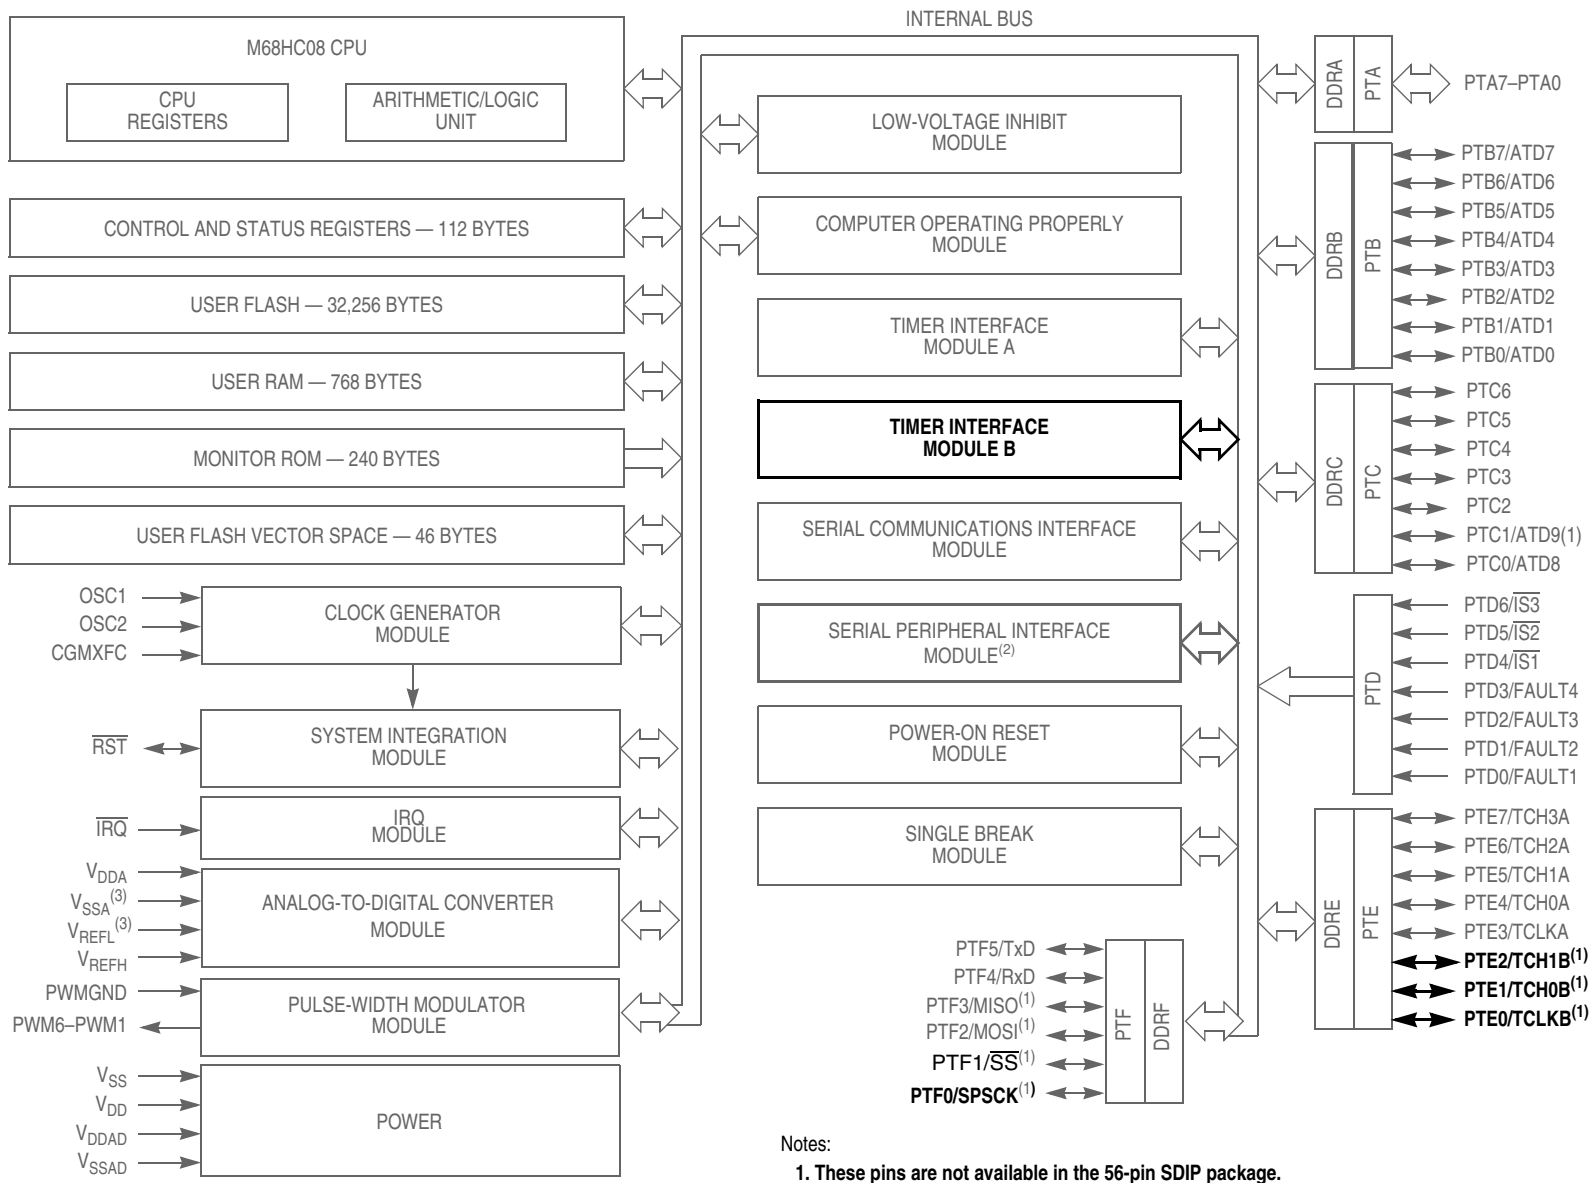 INTERNAL BUS
M68HC08 CPU
CPU
REGISTERS
ARITHMETIC/LOGIC
UNIT
CONTROL AND STATUS REGISTERS — 112 BYTES
USER FLASH — 32,256 BYTES
USER RAM — 768 BYTES
MONITOR ROM — 240 BYTES
USER FLASH VECTOR SPACE — 46 BYTES
OSC1
OSC2
CGMXFC
CLOCK GENERATOR
MODULE
RST
SYSTEM INTEGRATION
MODULE
IRQ
IRQ
MODULE
VDDA
VSSA(3)
VREFL(3)
VREFH
ANALOG-TO-DIGITAL CONVERTER
MODULE
PWMGND
PWM6–PWM1
PULSE-WIDTH MODULATOR
MODULE
VSS
VDD
VDDAD
VSSAD
POWER
LOW-VOLTAGE INHIBIT
MODULE
COMPUTER OPERATING PROPERLY
MODULE
TIMER INTERFACE
MODULE A
TIMER INTERFACE
MODULE B
SERIAL COMMUNICATIONS INTERFACE
MODULE
SERIAL PERIPHERAL INTERFACE
MODULE(2)
POWER-ON RESET
MODULE
SINGLE BREAK
MODULE
PTF5/TxD
PTF4/RxD
PTF3/MISO(1)
PTF2/MOSI(1)
PTF1/SS(1)
PTF0/SPSCK(1)
PTF
DDRF
DDRA
PTA
PTA7–PTA0
DDRB
PTB
PTB7/ATD7
PTB6/ATD6
PTB5/ATD5
PTB4/ATD4
PTB3/ATD3
PTB2/ATD2
PTB1/ATD1
PTB0/ATD0
DDRC
PTC
PTC6
PTC5
PTC4
PTC3
PTC2
PTC1/ATD9(1)
PTC0/ATD8
PTD
PTD6/IS3
PTD5/IS2
PTD4/IS1
PTD3/FAULT4
PTD2/FAULT3
PTD1/FAULT2
PTD0/FAULT1
DDRE
PTE
PTE7/TCH3A
PTE6/TCH2A
PTE5/TCH1A
PTE4/TCH0A
PTE3/TCLKA
PTE2/TCH1B(1)
PTE1/TCH0B(1)
PTE0/TCLKB(1)
Notes:
1. These pins are not available in the 56-pin SDIP package.